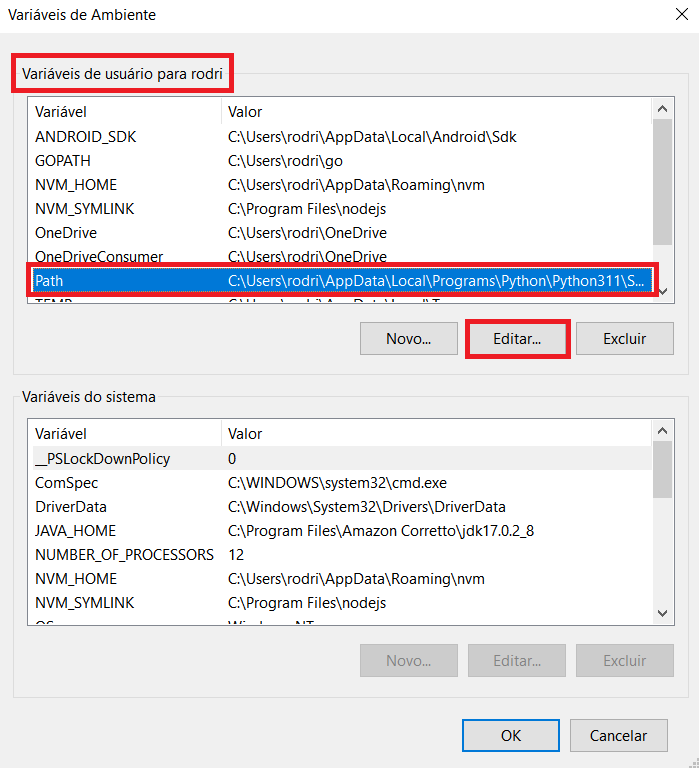 Variáveis de Ambiente
Variáveis de usuário para rodri
Variável Valor
ANDROID_SDK C:\Users\rodri\AppData\Local\Android\Sdk
GOPATH C:\Users\rodri\go
NVM_HOME C:\Users\rodri\AppData\Roaming\nvm
NVM_SYMLINK C:\Program Files\nodejs
OneDrive C:\Users\rodri\OneDrive
OneDriveConsumer C:\Users\rodri\OneDrive
Path C:\Users\rodri\AppData\Local\Programs\Python\Python311\S...
Novo... Editar... Excluir
Variáveis do sistema
Variável Valor
__PSLockDownPolicy 0
ComSpec C:\WINDOWS\system32\cmd.exe
DriverData C:\Windows\System32\Drivers\DriverData
JAVA_HOME C:\Program Files\Amazon Corretto\jdk17.0.2_8
NUMBER_OF_PROCESSORS 12
NVM_HOME C:\Users\rodri\AppData\Roaming\nvm
NVM_SYMLINK C:\Program Files\nodejs
Novo... Editar... Excluir
OK Cancelar